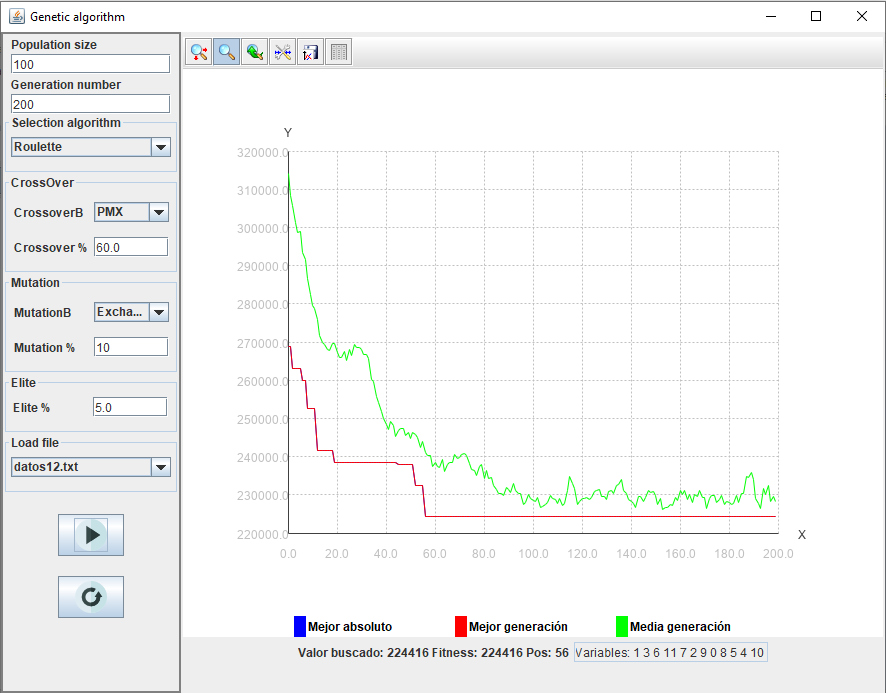 Genetic algorithm
Population size
100
Generation number
200
Selection algorithm
Roulette
CrossOver
CrossoverB PMX
Crossover % 60.0
Mutation
MutationB Excha...
Mutation % 10
Elite
Elite % 5.0
Load file
datos12.txt
Y
320000.0
310000.0
300000.0
290000.0
280000.0
270000.0
260000.0
250000.0
240000.0
230000.0
220000.0
X
0.0 20.0 40.0 60.0 80.0 100.0 120.0 140.0 160.0 180.0 200.0
Mejor absoluto Mejor generación Media generación
Valor buscado: 224416 Fitness: 224416 Pos: 56 Variables: 1 3 6 11 7 2 9 0 8 5 4 10